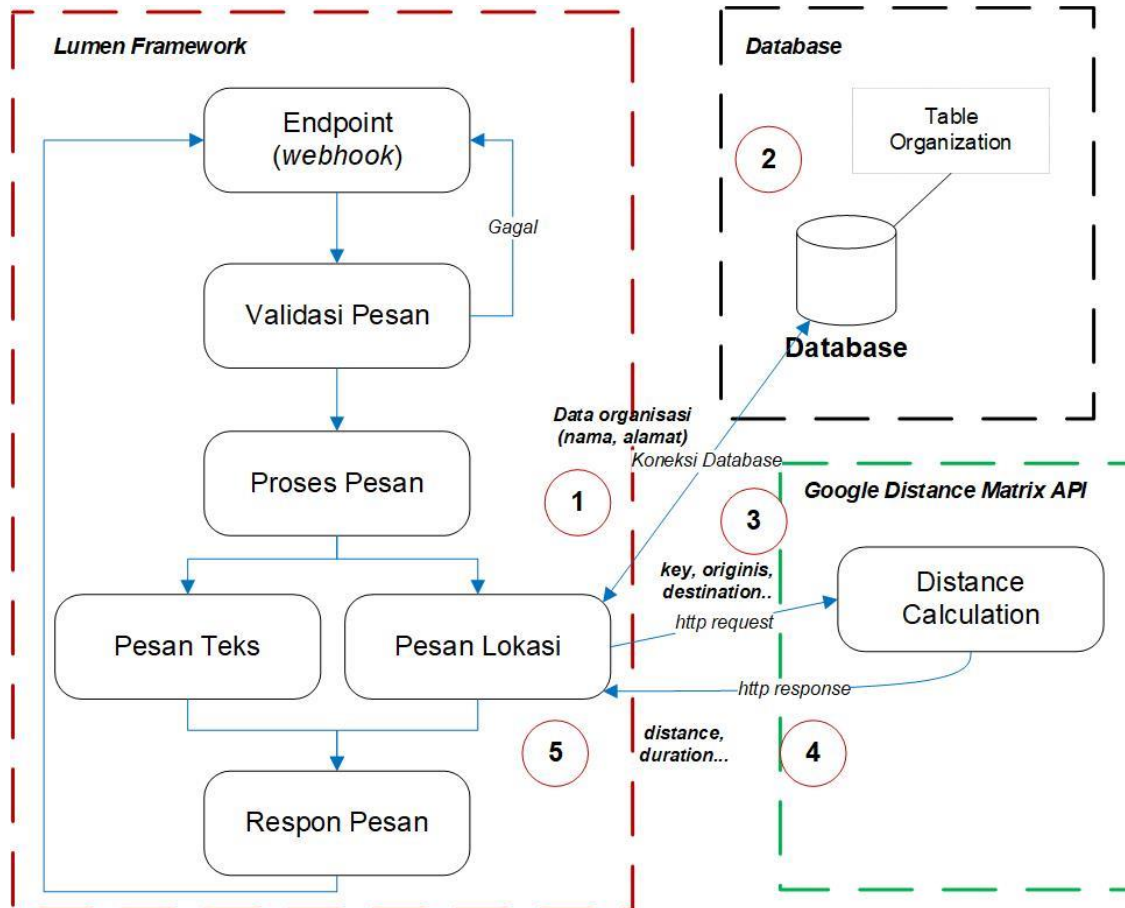 Lumen Framework
Endpoint
(webhook)
Gagal
Validasi Pesan
Proses Pesan
Pesan Teks
Pesan Lokasi
Respon Pesan
1
5
Database
2
Table
Organization
Database
Data organisasi
(nama, alamat)
Koneksi Database
3
Google Distance Matrix API
key, originis,
destination..
http request
Distance
Calculation
http response
distance,
duration...
4